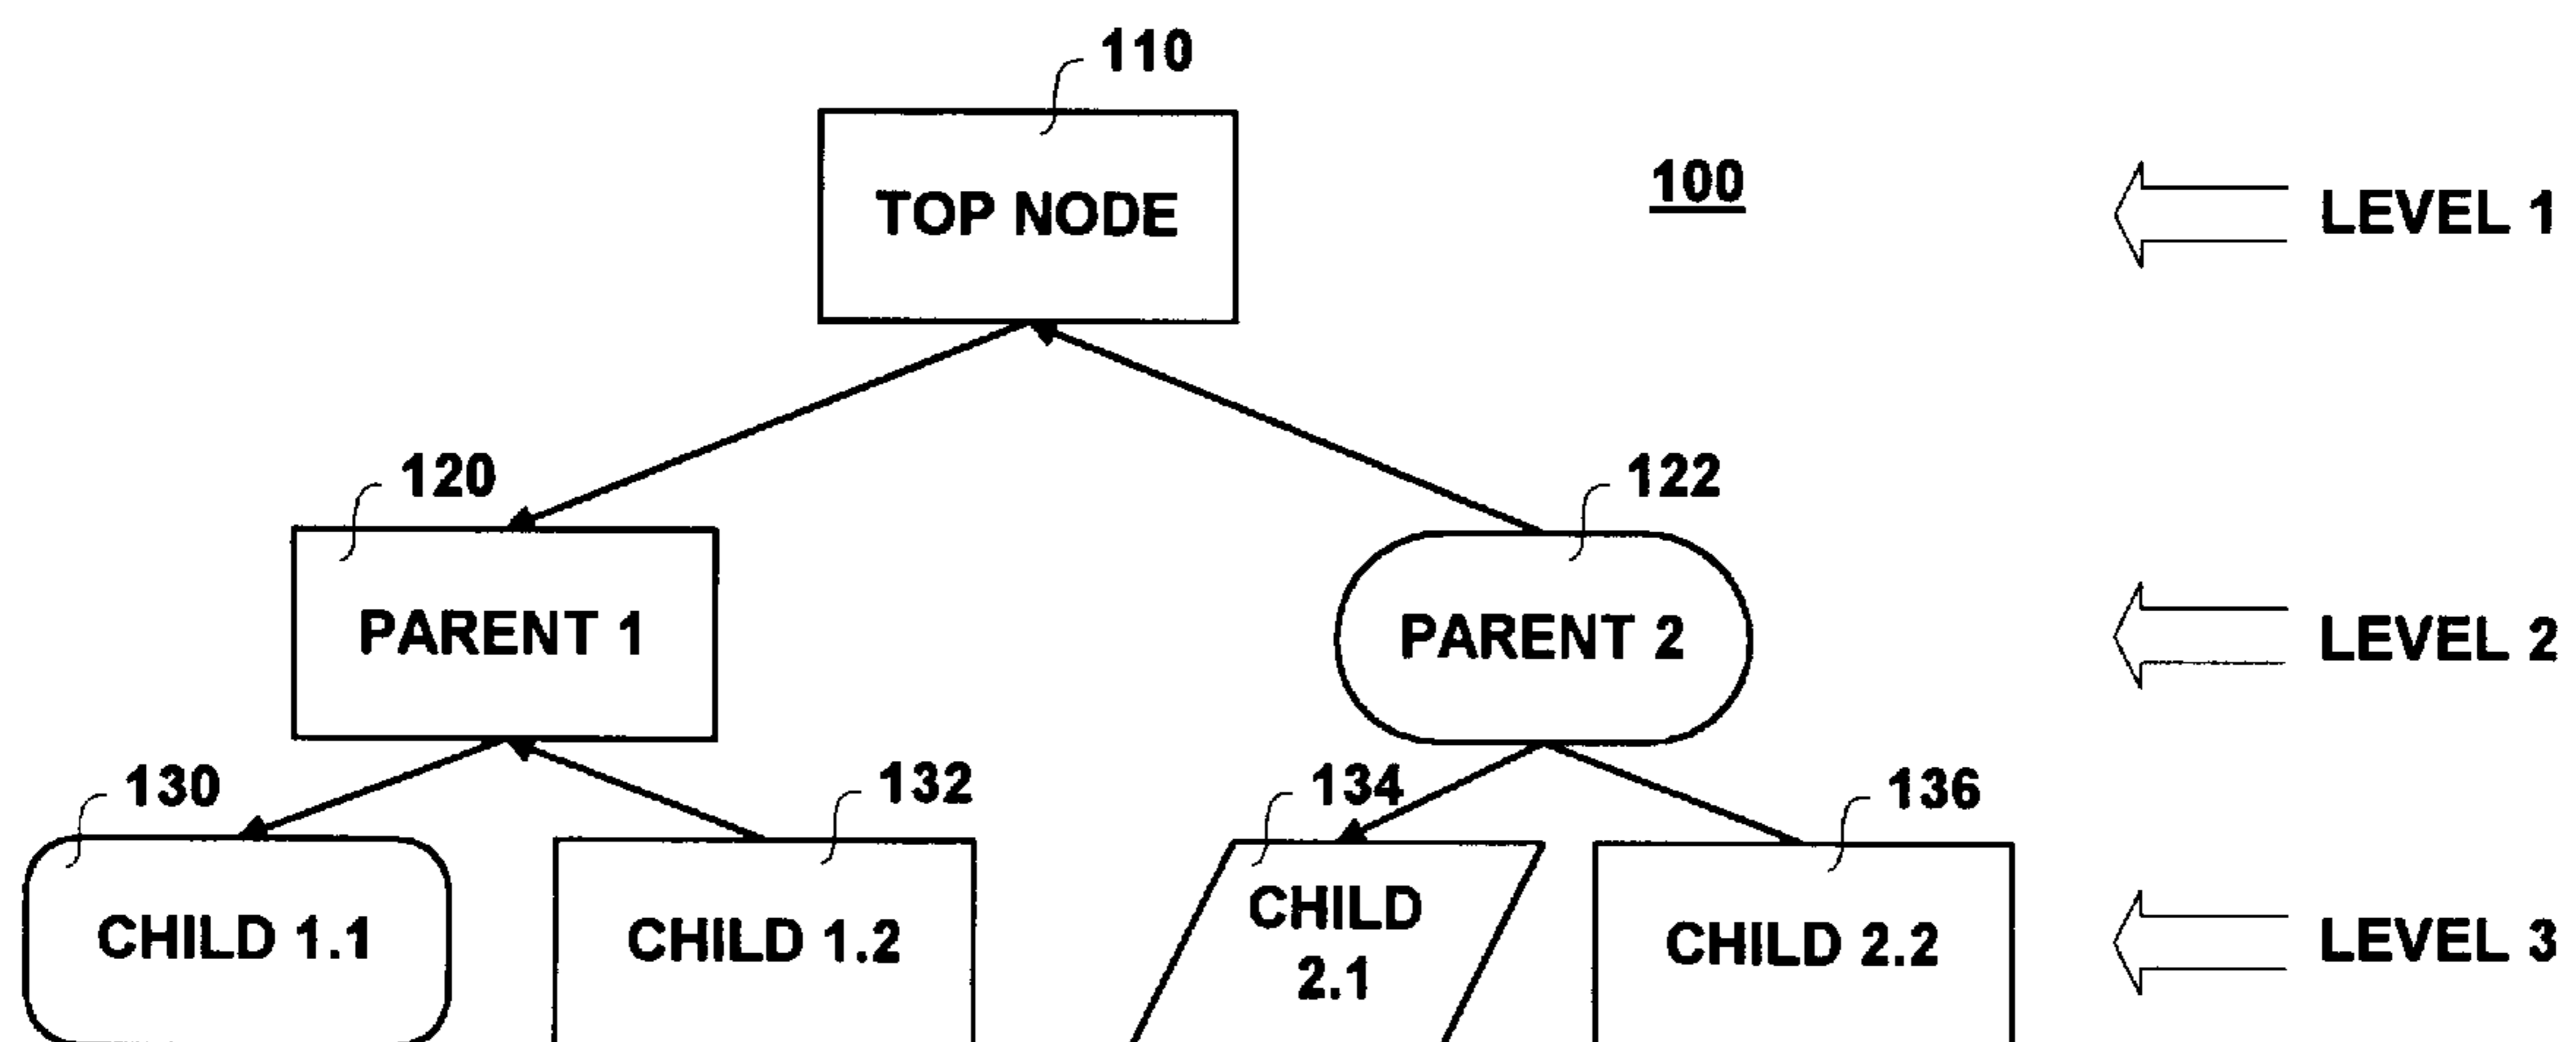 110
TOP NODE
100
LEVEL 1
120
122
PARENT 1
PARENT 2
LEVEL 2
130
132
134
136
CHILD 1.1
CHILD 1.2
CHILD
2.1
CHILD 2.2
LEVEL 3